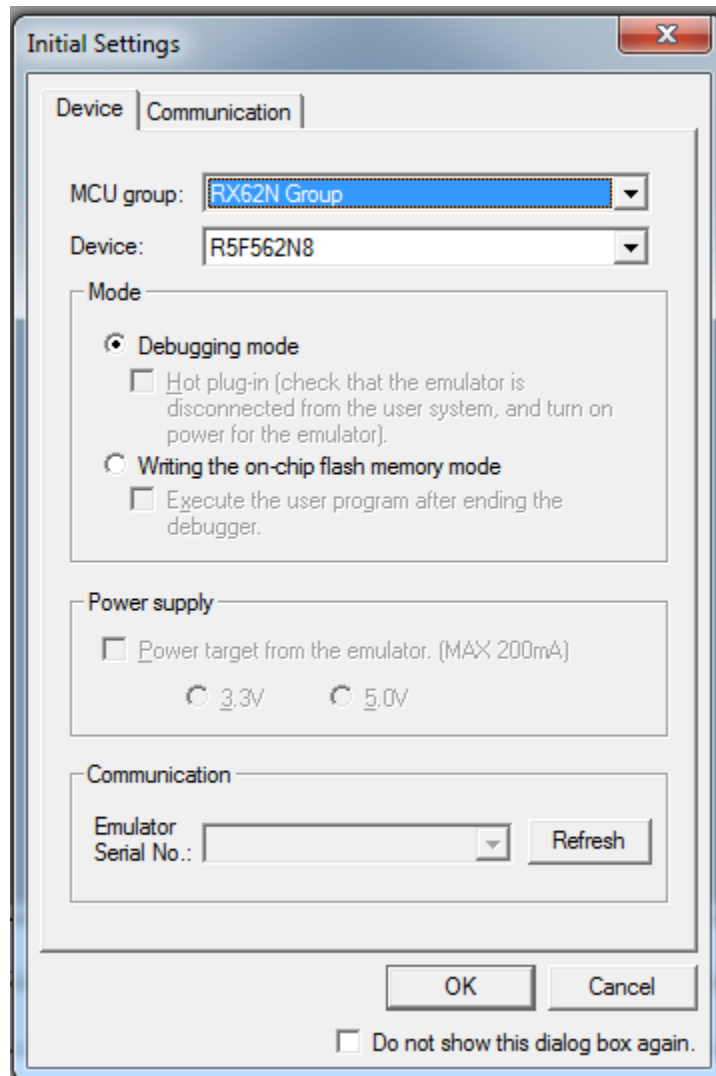 Initial Settings
Device
Communication
MCU group:
RX62N Group
Device:
R5F562N8
Mode
Debugging mode
Hot plug-in (check that the emulator is
disconnected from the user system, and turn on
power for the emulator).
Writing the on-chip flash memory mode
Execute the user program after ending the
debugger.
Power supply
Power target from the emulator. (MAX 200mA)
3.3V
5.0V
Communication
Emulator
Serial No.:
Refresh
OK
Cancel
Do not show this dialog box again.